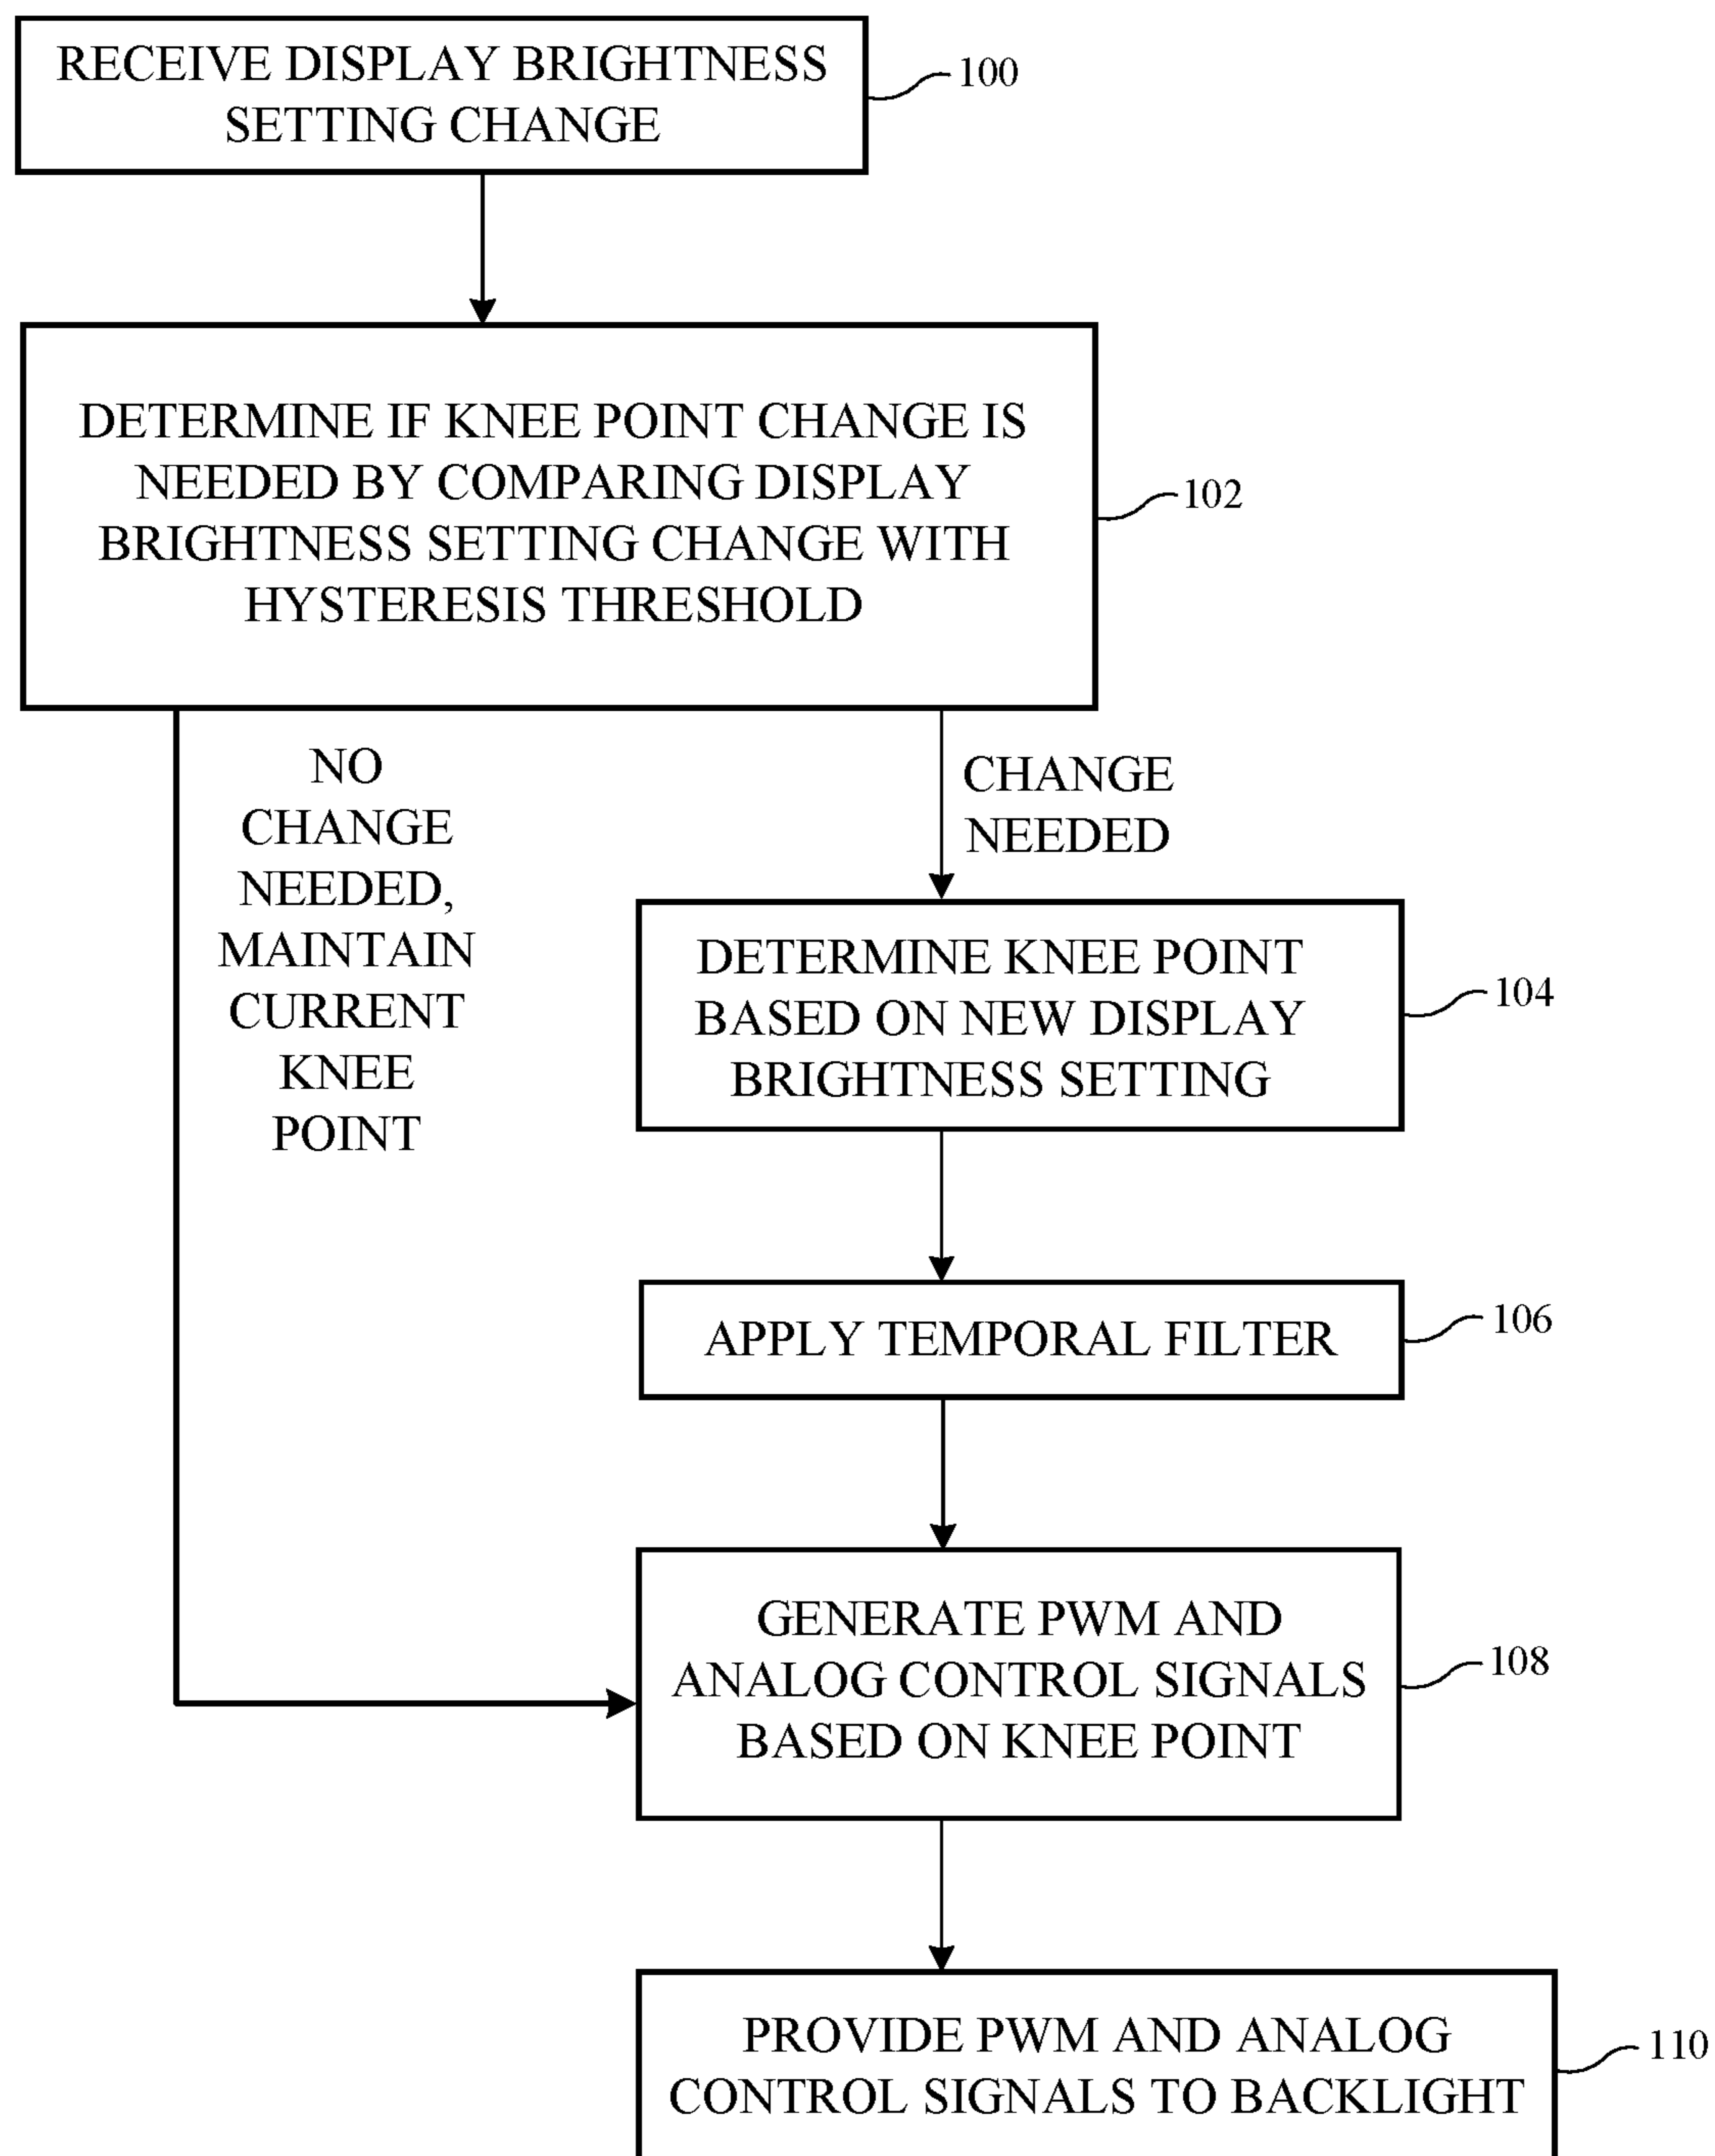 RECEIVE DISPLAY BRIGHTNESS
SETTING CHANGE
100
DETERMINE IF KNEE POINT CHANGE IS
NEEDED BY COMPARING DISPLAY
BRIGHTNESS SETTING CHANGE WITH
HYSTERESIS THRESHOLD
102
NO
CHANGE
NEEDED,
MAINTAIN
CURRENT
KNEE
POINT
CHANGE
NEEDED
DETERMINE KNEE POINT
BASED ON NEW DISPLAY
BRIGHTNESS SETTING
104
APPLY TEMPORAL FILTER
106
GENERATE PWM AND
ANALOG CONTROL SIGNALS
BASED ON KNEE POINT
108
PROVIDE PWM AND ANALOG
CONTROL SIGNALS TO BACKLIGHT
110